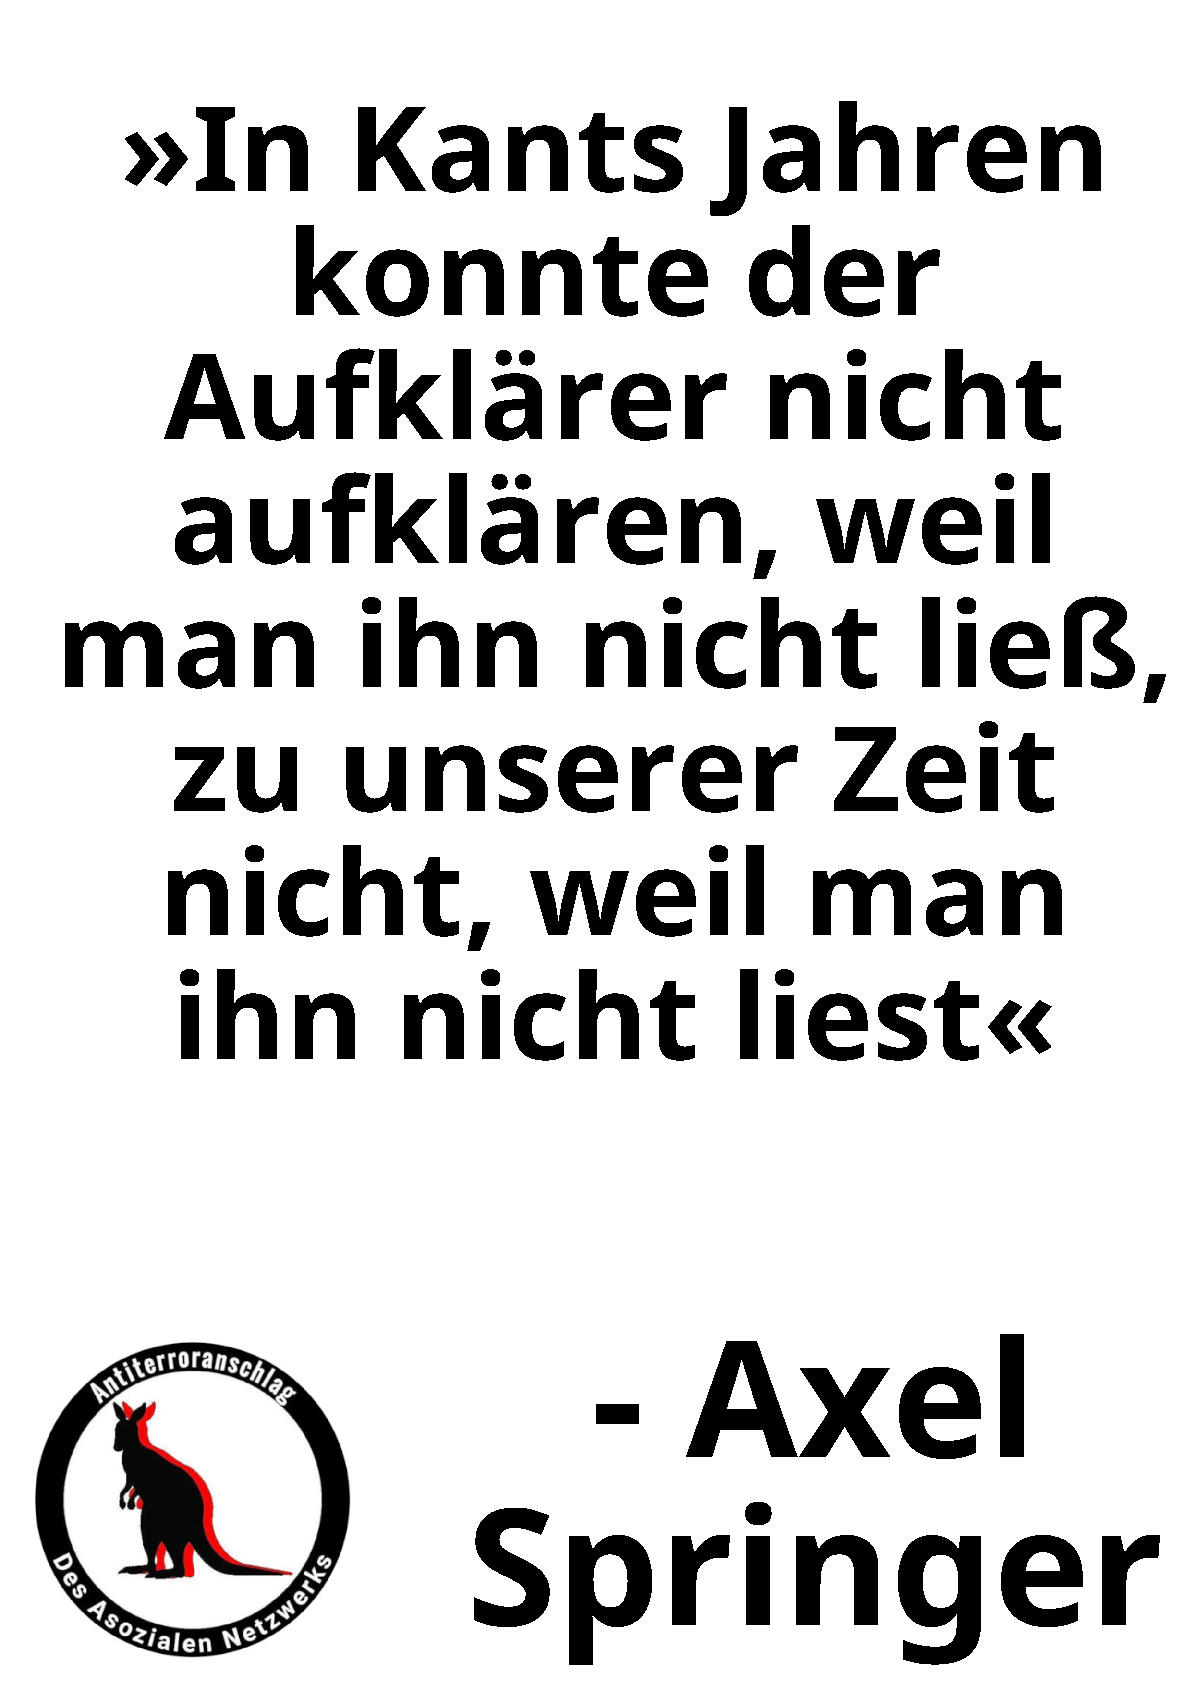 »In Kants Jahren
konnte der
Aufklärer nicht
aufklären, weil
man ihn nicht ließ,
zu unserer Zeit
nicht, weil man
ihn nicht liest«
- Axel
Springer
Antiterroranschlag
Des Asozialen Netzwerks